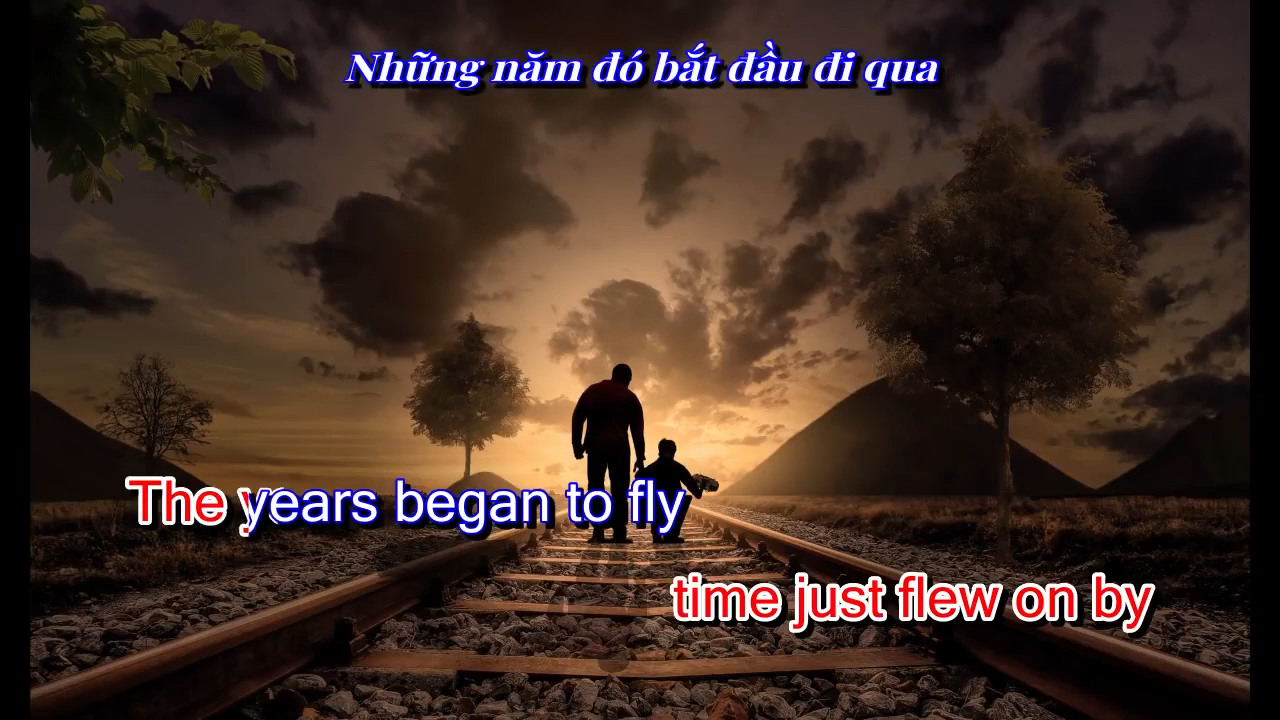 Những năm đó bắt đầu đi qua
The years began to fly
time just flew on by